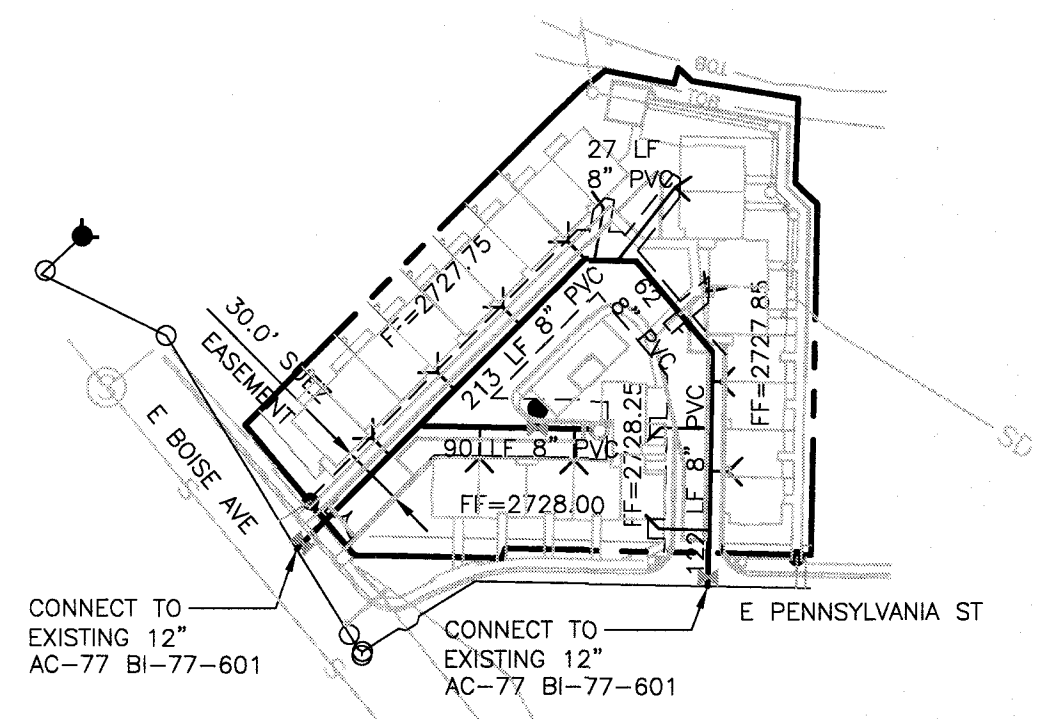 TOB
TOB
27 LF
8" PVC
FF=2727.75
30.0' SUEZ
EASEMENT
213 LF 8" PVC
62
8" PVC
FF=2727.85
SD
E BOISE AVE
S
S
90 LF 8" PVC
FF=2728.25
FF=2728.00
122 LF 8" PVC
CONNECT TO
EXISTING 12"
AC-77 BI-77-601
CONNECT TO
EXISTING 12"
AC-77 BI-77-601
E PENNSYLVANIA ST